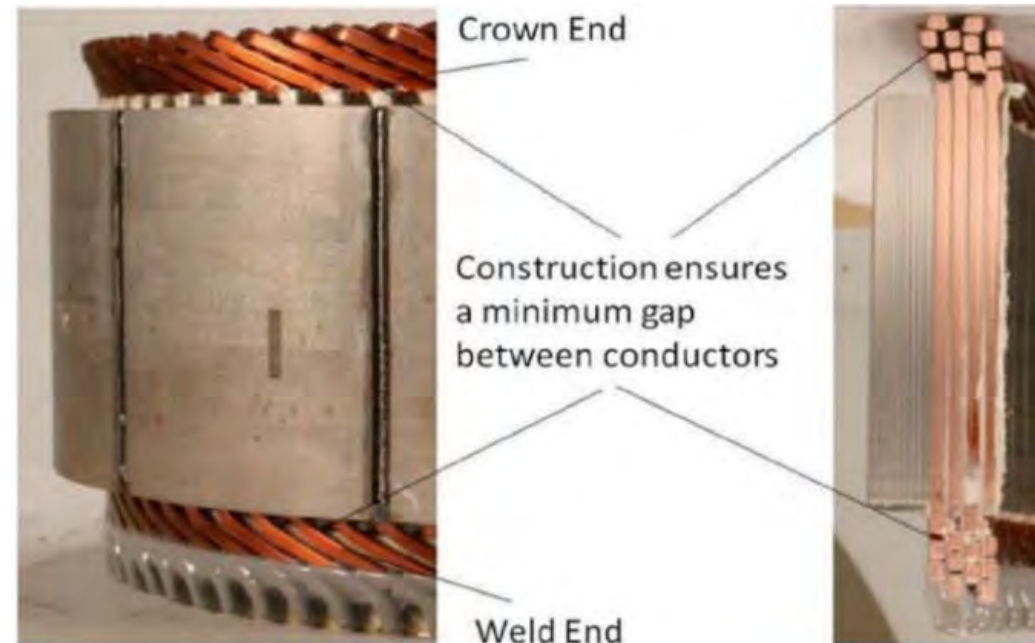 Crown End
Construction ensures
a minimum gap
between conductors
Weld End